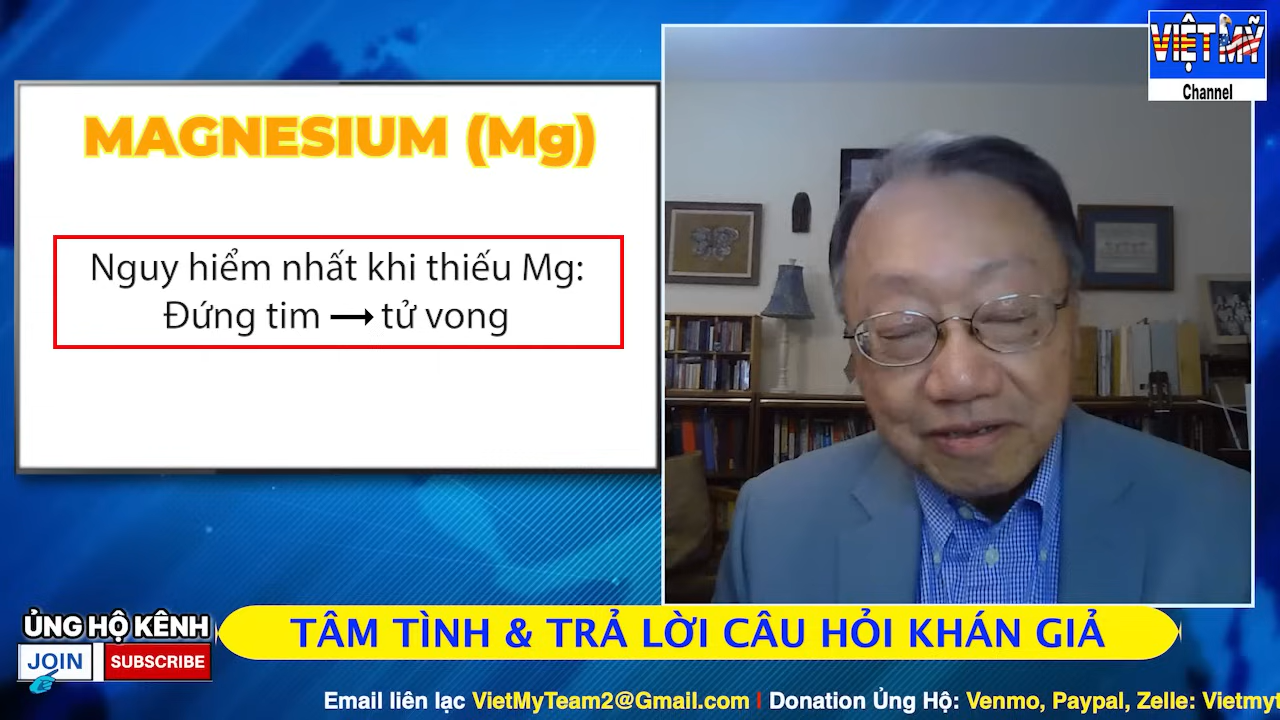 VIỆT MỸ
Channel
MAGNESIUM (Mg)
Nguy hiểm nhất khi thiếu Mg:
Đứng tim → tử vong
ỦNG HỘ KÊNH
JOIN
SUBSCRIBE
TÂM TÌNH & TRẢ LỜI CÂU HỎI KHÁN GIẢ
Email liên lạc VietMyTeam2@Gmail.com I Donation Ủng Hộ: Venmo, Paypal, Zelle: Vietmyt